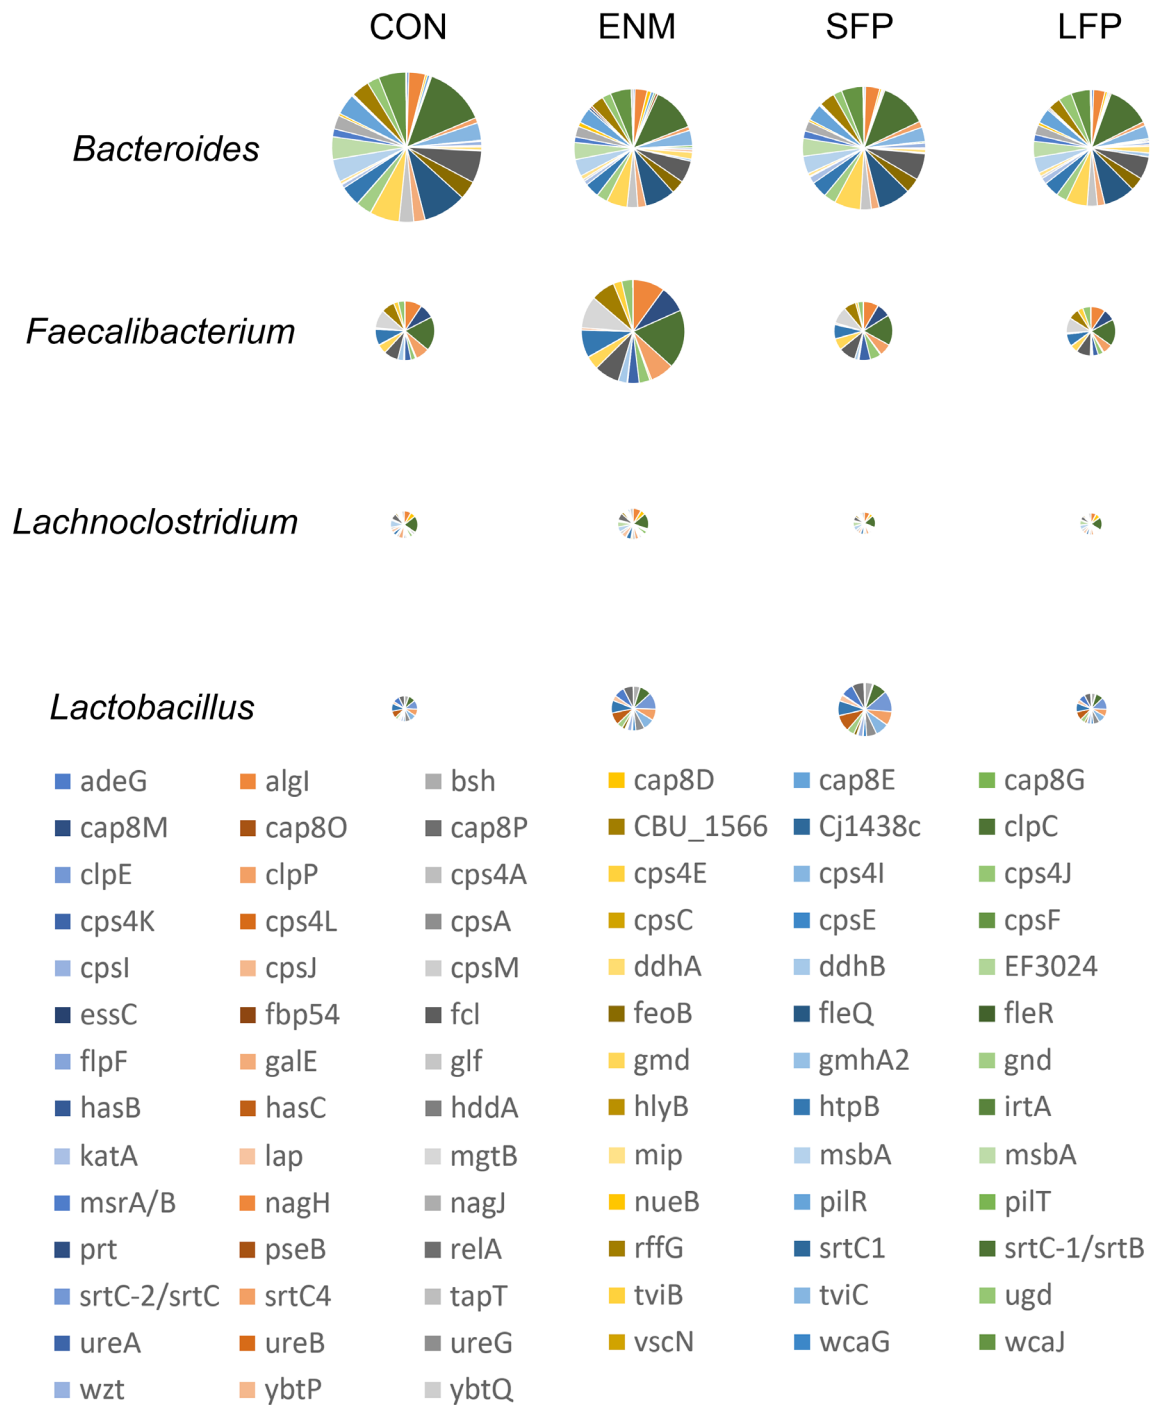 CON ENM SFP LFP
Bacteroides
Faecalibacterium
Lachnoclostridium
Lactobacillus
adeG algI bsh cap8D cap8E cap8G
cap8M cap8O cap8P CBU_1566 Cj1438c clpC
clpE clpP cps4A cps4E cps4I cps4J
cps4K cps4L cpsA cpsC cpsE cpsF
cpsI cpsJ cpsM ddhA ddhB EF3024
essC fbp54 fcl feoB fleQ fleR
flpF galE glf gmd gmhA2 gnd
hasB hasC hddA hlyB htpB irtA
katA lap mgtB mip msbA msbA
msrA/B nagH nagJ nueB pilR pilT
prt pseB relA rffG srtC1 srtC-1/srtB
srtC-2/srtC srtC4 tapT tviB tviC ugd
ureA ureB ureG vscN wcaG wcaJ
wzt ybtP ybtQ